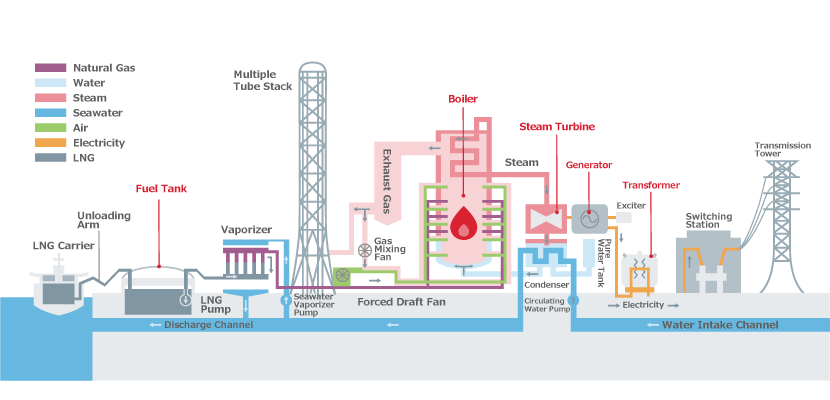 Natural Gas
Water
Steam
Seawater
Air
Electricity
LNG
Multiple
Tube Stack
Boiler
Steam Turbine
Generator
Transformer
Transmission
Tower
Exhaust Gas
Steam
Fuel Tank
Unloading
Arm
LNG Carrier
Vaporizer
Gas
Mixing
Fan
Exciter
Switching
Station
Pure
Water Tank
LNG
Pump
Seawater
Vaporizer
Pump
Forced Draft Fan
Condenser
Circulating
Water Pump
Electricity
Discharge Channel
Water Intake Channel